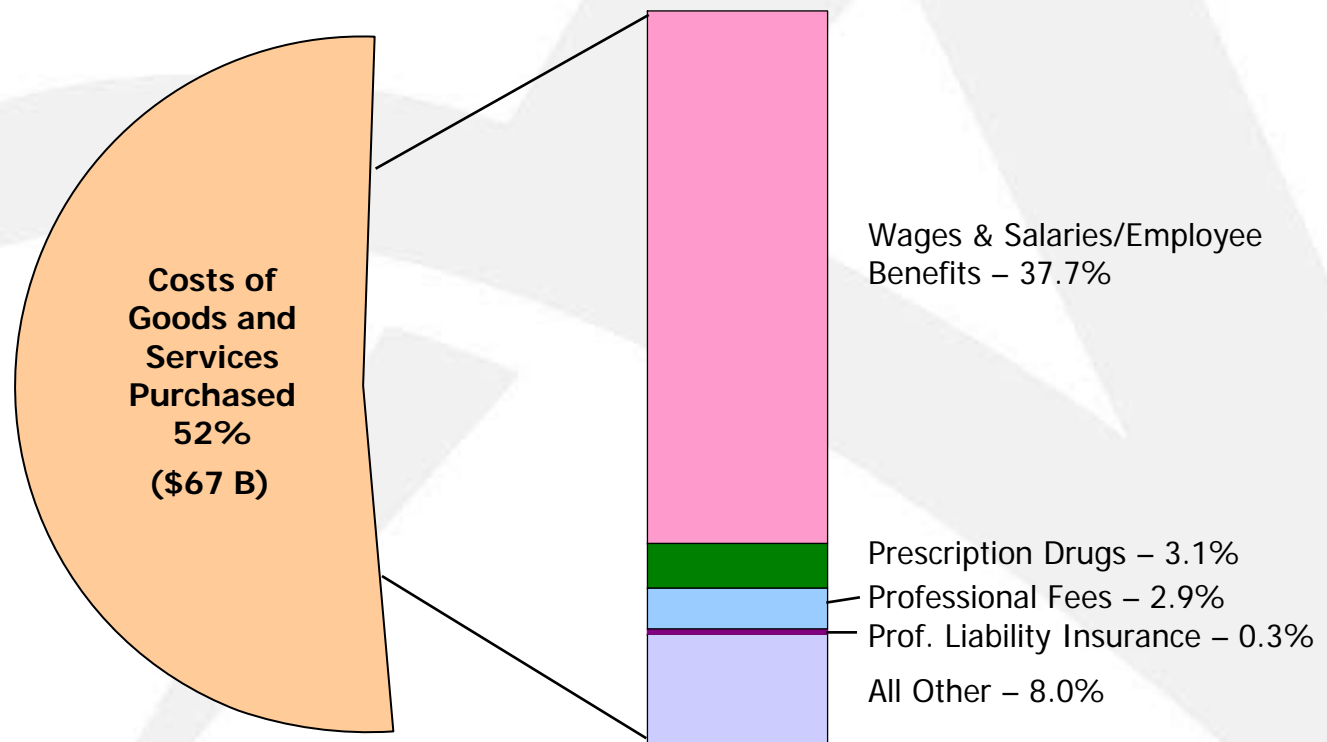 Costs of
Goods and
Services
Purchased
52%
($67 B)
Wages & Salaries/Employee
Benefits – 37.7%
Prescription Drugs – 3.1%
Professional Fees – 2.9%
Prof. Liability Insurance – 0.3%
All Other – 8.0%